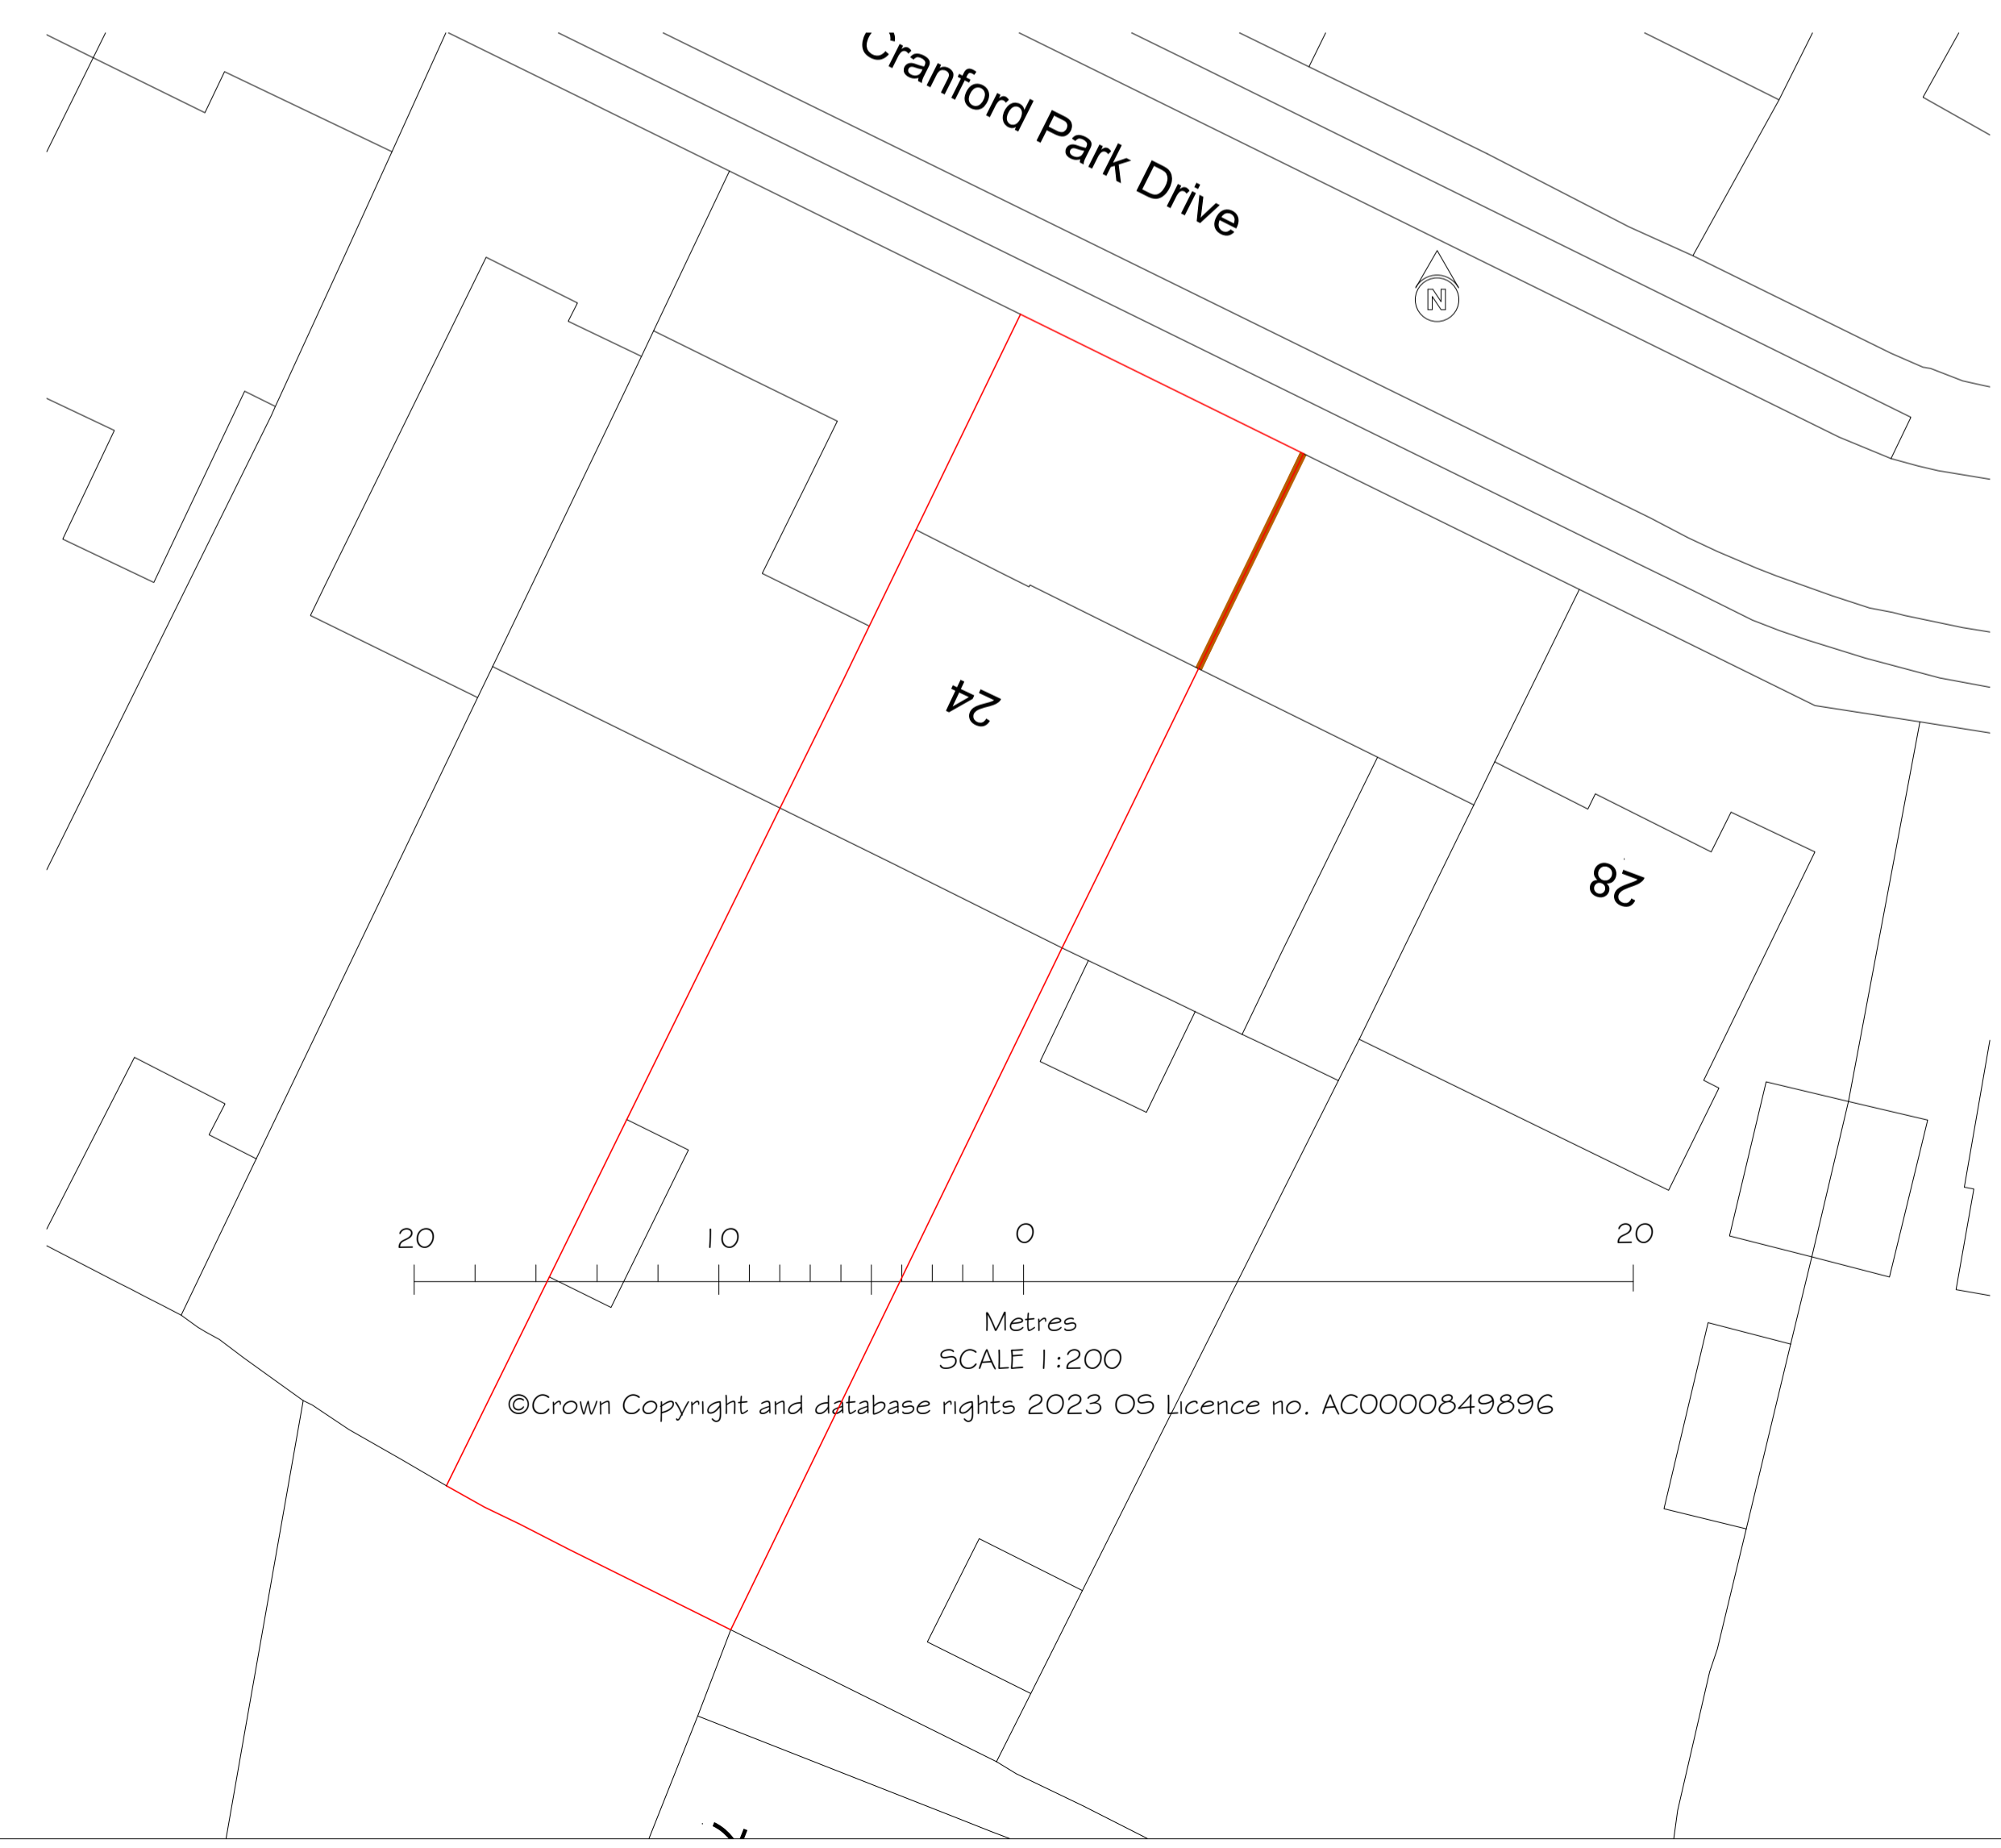 Cranford Park Drive
N
24
28
20 10 0 20
Metres
SCALE 1:200
©Crown Copyright and database rights 2023 OS Licence no. AC0000849896